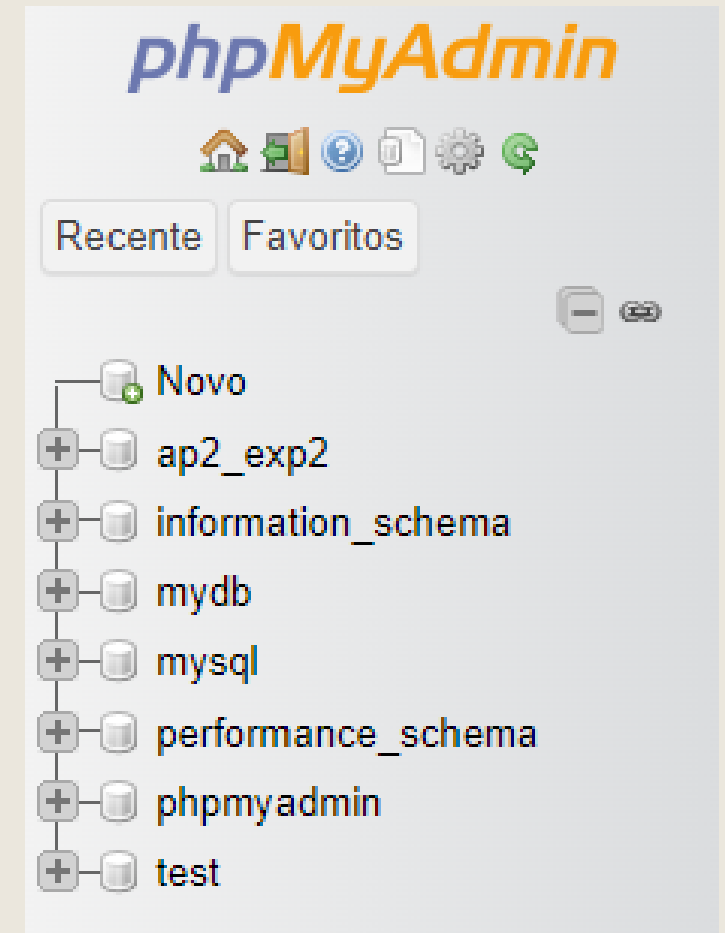 phpMyAdmin
Recente Favoritos
Novo
ap2_exp2
information_schema
mydb
mysql
performance_schema
phpmyadmin
test